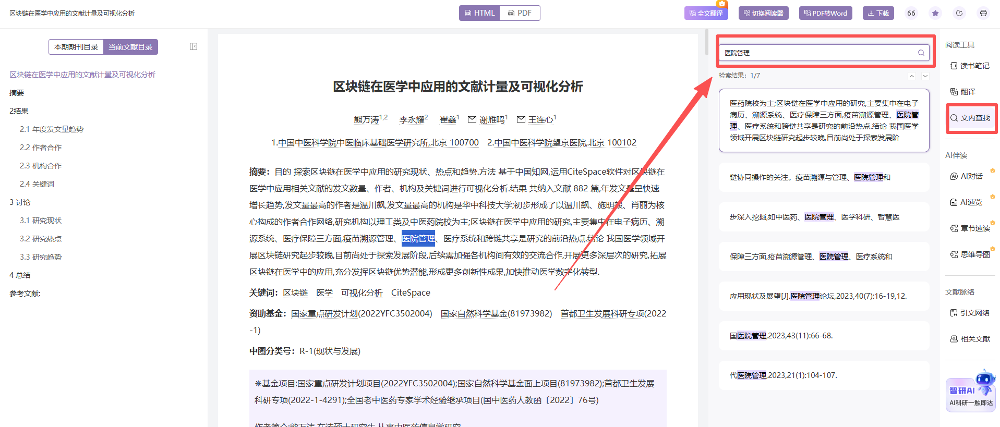 区块链在医学中应用的文献计量及可视化分析
HTML PDF
全文翻译 切换阅读器 PDF转Word 下载
本期期刊目录 当前文献目录
区块链在医学中应用的文献计量及可视化分析
摘要
2结果
2.1 年度发文量趋势
2.2 作者合作
2.3 机构合作
2.4 关键词
3 讨论
3.1 研究现状
3.2 研究热点
3.3 研究趋势
4 总结
参考文献:
区块链在医学中应用的文献计量及可视化分析
熊万涛1,2 李永耀2 崔鑫1 谢雁鸣1 王连心1
1.中国中医科学院中医临床基础医学研究所,北京 100700 2.中国中医科学院望京医院,北京 100102
摘要：目的 探索区块链在医学中应用的研究现状、热点和趋势.方法 基于中国知网,运用CiteSpace软件对区块链在
医学中应用相关文献的发文数量、作者、机构及关键词进行可视化分析.结果 共纳入文献 882 篇,年发文量呈快速
增长趋势,发文量最高的作者是温川飙,发文量最高的机构是华中科技大学;初步形成了以温川飙、施明毅、肖丽为核
心构成的作者合作网络,研究机构以理工类及中医药院校为主;区块链在医学中应用的研究,主要集中在电子病历、溯
源系统、医疗保障三方面,疫苗溯源管理、医院管理、医疗系统和跨链共享是研究的前沿热点.结论 我国医学领域开
展区块链研究起步较晚,目前尚处于探索发展阶段,后续需加强各机构间有效的交流合作,开展更多深层次的研究,拓展
区块链在医学中的应用,充分发挥区块链优势潜能,形成更多创新性成果,加快推动医学数字化转型.
关键词：区块链 医学 可视化分析 CiteSpace
资助基金：国家重点研发计划(2022YFC3502004) 国家自然科学基金(81973982) 首都卫生发展科研专项(2022
-1)
中图分类号：R-1(现状与发展)
※基金项目:国家重点研发计划项目(2022YFC3502004);国家自然科学基金面上项目(81973982);首都卫生发展
科研专项(2022-1-4291);全国老中医药专家学术经验继承项目(国中医药人教函〔2022〕76号)
医院管理
检索结果：1/7
医药院校为主;区块链在医学中应用的研究,主要集中在电子
病历、溯源系统、医疗保障三方面,疫苗溯源管理、医院管
理、医疗系统和跨链共享是研究的前沿热点.结论 我国医学
领域开展区块链研究起步较晚,目前尚处于探索发展阶
链协同操作的关注。疫苗溯源与管理、医院管理和
步深入挖掘,如中医药、医院管理、医学科研、智慧医
保障三方面,疫苗溯源管理、医院管理、医疗系统和
应用现状及展望[J].医院管理论坛,2023,40(7):16-19,12.
国医院管理,2023,43(11):66-68.
代医院管理,2023,21(1):104-107.
阅读工具
读书笔记
翻译
文内查找
AI伴读
AI对话
AI速览
章节速读
思维导图
文献脉络
引文网络
相关文献
智研AI
AI科研一触即达